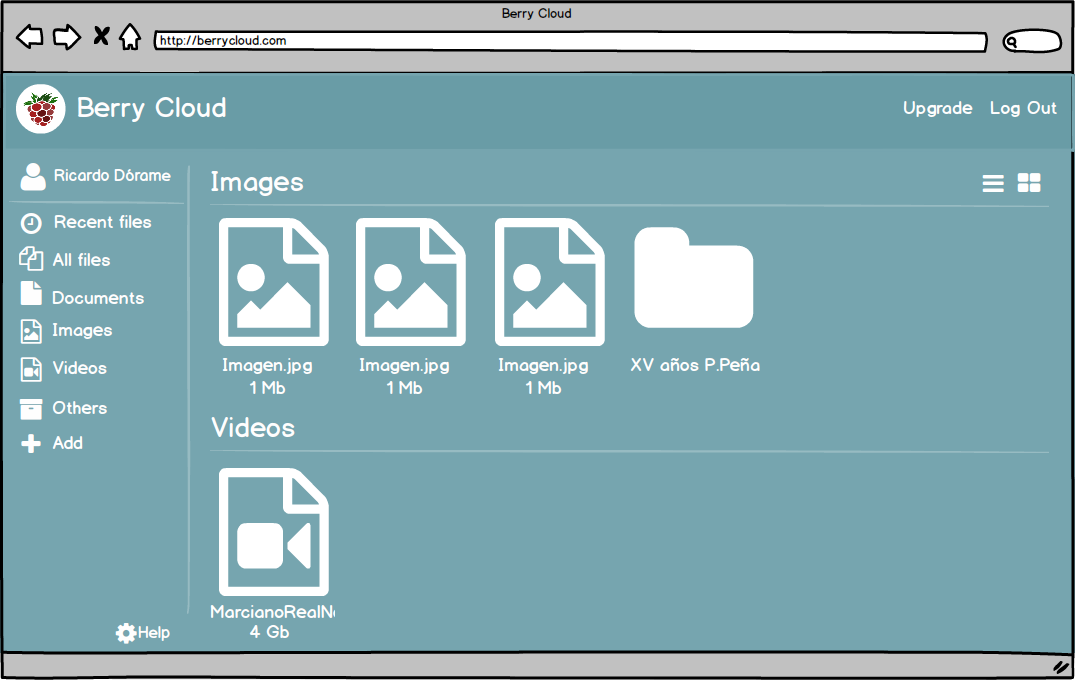 Berry Cloud
http://berrycloud.com
Berry Cloud
Upgrade
Log Out
Ricardo Dórame
Recent files
All files
Documents
Images
Videos
Others
Add
Help
Images
Imagen.jpg
1 Mb
Imagen.jpg
1 Mb
Imagen.jpg
1 Mb
XV años P.Peña
Videos
MarcianoRealN
4 Gb